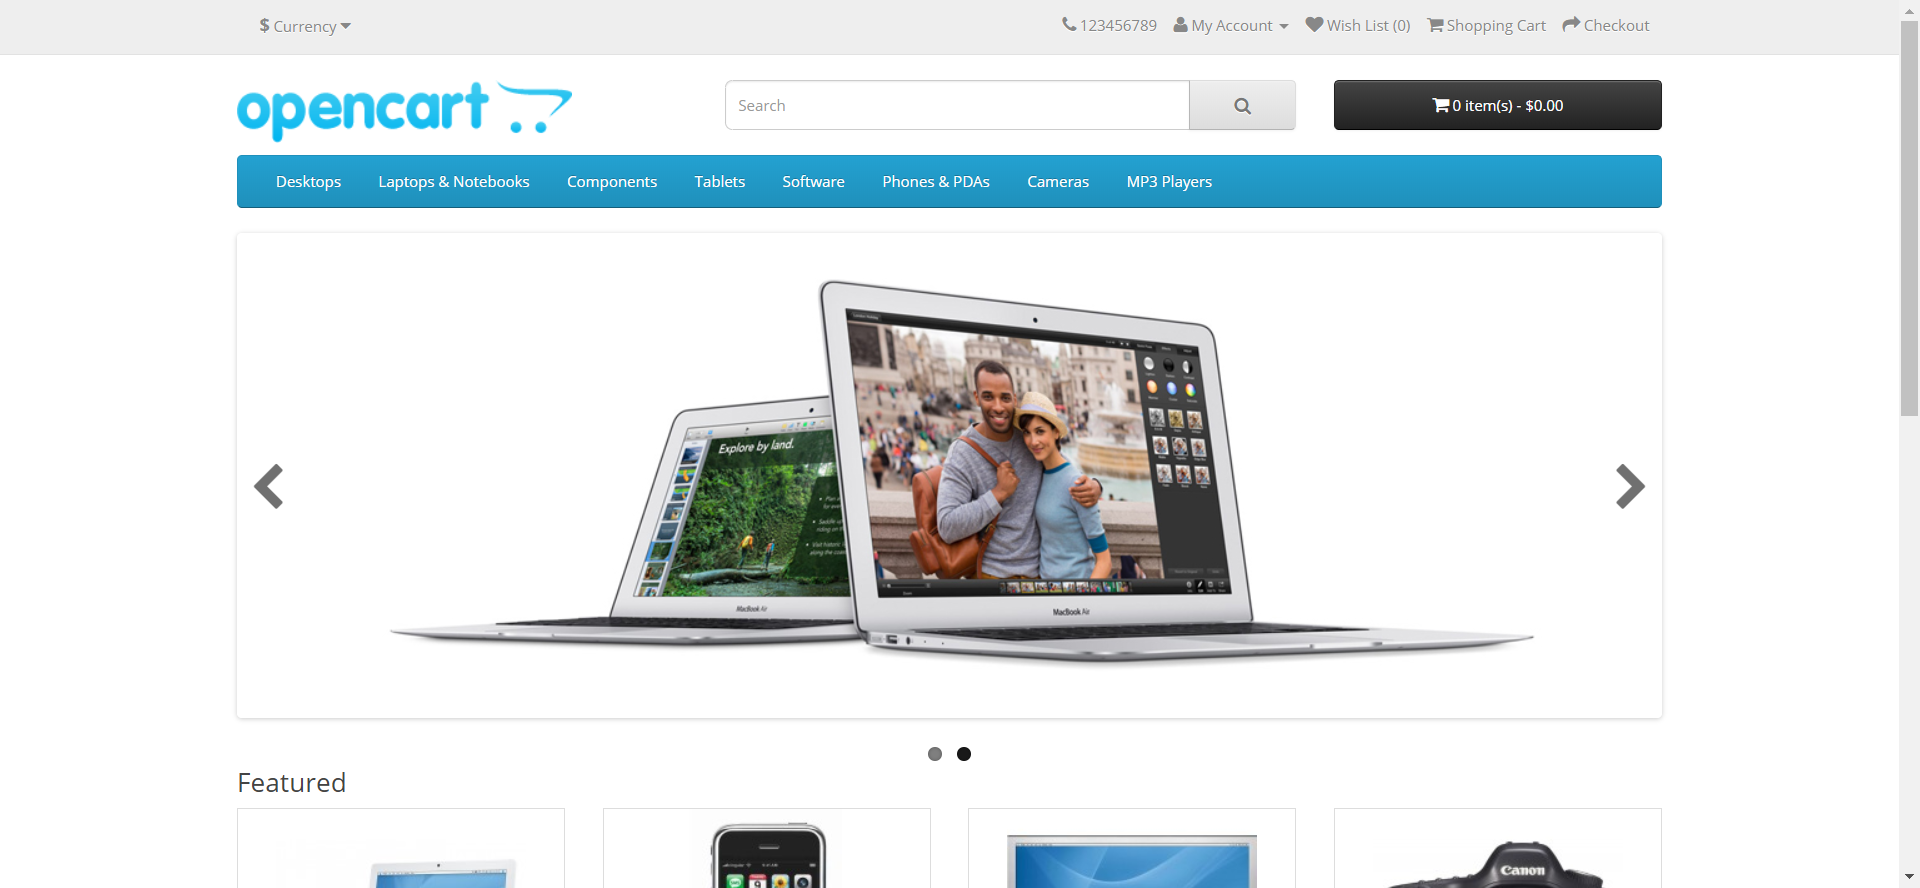 $ Currency
123456789 My Account Wish List (0) Shopping Cart Checkout
opencart
Search
0 item(s) - $0.00
Desktops Laptops & Notebooks Components Tablets Software Phones & PDAs Cameras MP3 Players
Explore by land.
MacBook Air
MacBook Air
Featured
Canon